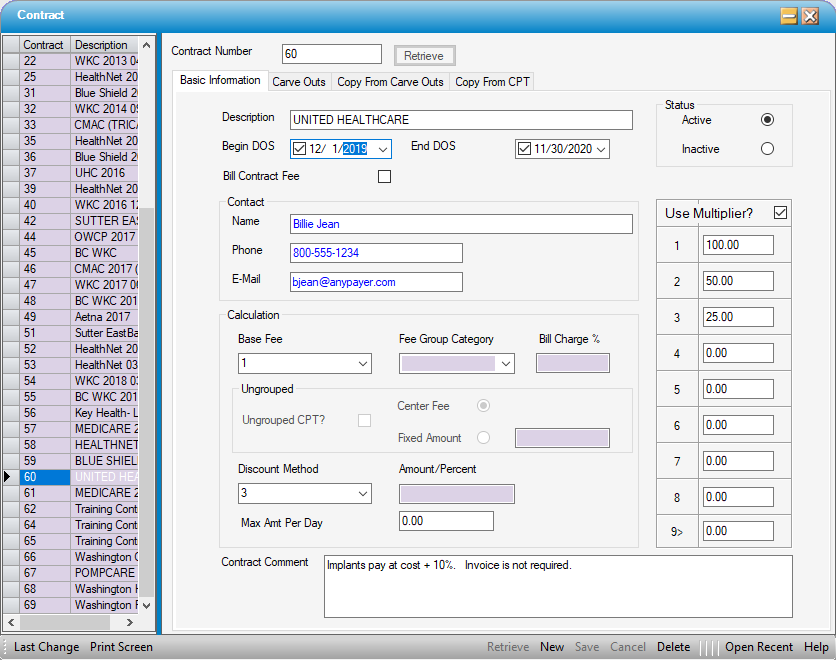 Contract
Contract Description
22 WKC 2013 04
25 HealthNet 20
31 Blue Shield 2
32 WKC 2014 09
33 CMAC (TRICA
35 HealthNet 20
36 Blue Shield 20
37 UHC 2016
39 HealthNet 20
40 WKC 2016 12
42 SUTTER EAS
44 OWCP 2017
45 BC WKC
46 CMAC 2017 (
47 WKC 2017 06
48 BC WKC 201
49 Aetna 2017
51 Sutter EastBa
52 HealthNet 20
53 HealthNet 03
54 WKC 2018 03
55 BC WKC 201
56 Key Health- L
57 MEDICARE 2
58 HEALTHNET
59 BLUE SHIEL
60 UNITED HEA
61 MEDICARE 2
62 Training Cont
64 Training Cont
65 Training Cont
66 Washington C
67 POMPCARE
68 Washington H
69 Washington F
Contract Number 60 Retrieve
Basic Information Carve Outs Copy From Carve Outs Copy From CPT
Description UNITED HEALTHCARE
Begin DOS 12/ 1/2019 End DOS 11/30/2020
Bill Contract Fee
Status
Active
Inactive
Contact
Name Billie Jean
Phone 800-555-1234
E-Mail bjean@anypayer.com
Use Multiplier?
1 100.00
2 50.00
3 25.00
4 0.00
5 0.00
6 0.00
7 0.00
8 0.00
9> 0.00
Calculation
Base Fee Fee Group Category Bill Charge %
1
Ungrouped
Ungrouped CPT? Center Fee
Fixed Amount
Discount Method Amount/Percent
3
Max Amt Per Day 0.00
Contract Comment Implants pay at cost + 10%. Invoice is not required.
Last Change Print Screen Retrieve New Save Cancel Delete Open Recent Help